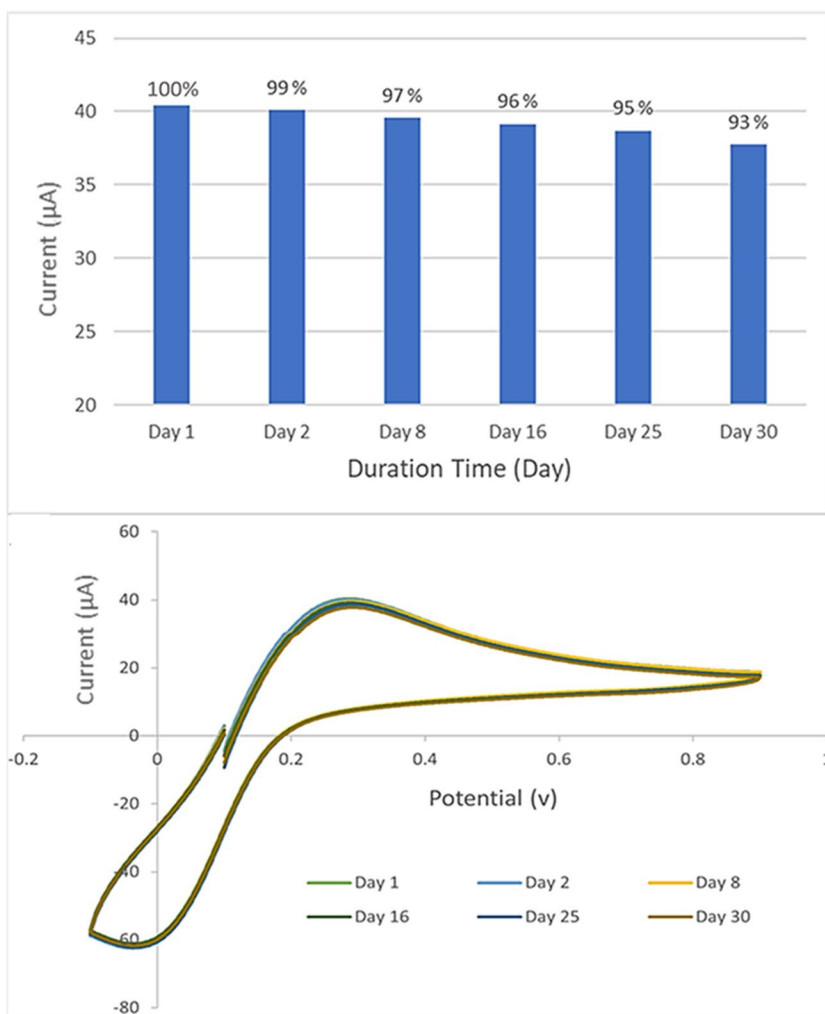 45
40
35
30
25
20
Current (µA)
100%
99 %
97 %
96 %
95 %
93 %
Day 1 Day 2 Day 8 Day 16 Day 25 Day 30
Duration Time (Day)
60
40
20
0
-20
-40
-60
-80
Current (µA)
-0.2 0 0.2 0.4 0.6 0.8 1
Potential (v)
Day 1 Day 2 Day 8
Day 16 Day 25 Day 30